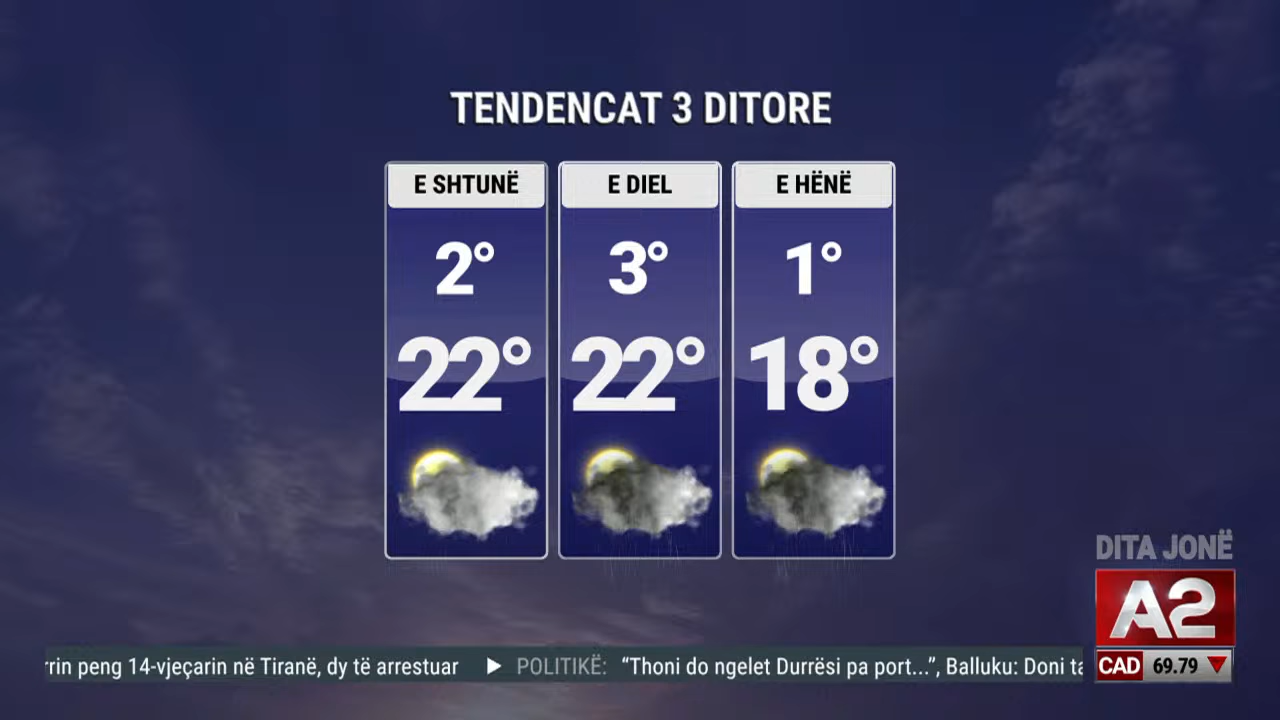 TENDENCAT 3 DITORE
E SHTUNË
E DIEL
E HËNË
2°
3°
1°
22°
22°
18°
DITA JONË
A2
rrin peng 14-vjeçarin në Tiranë, dy të arrestuar ▶ POLITIKË: “Thoni do ngelet Durrësi pa port...”, Balluku: Doni ta
CAD 69.79 ▼